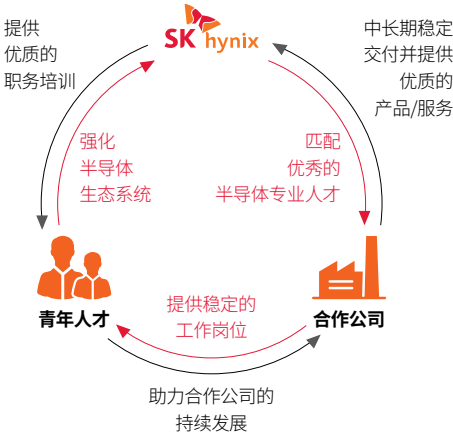 SK hynix
提供
优质的
职务培训
中长期稳定
交付并提供
优质的
产品/服务
强化
半导体
生态系统
匹配
优秀的
半导体专业人才
青年人才
合作公司
提供稳定的
工作岗位
助力合作公司的
持续发展